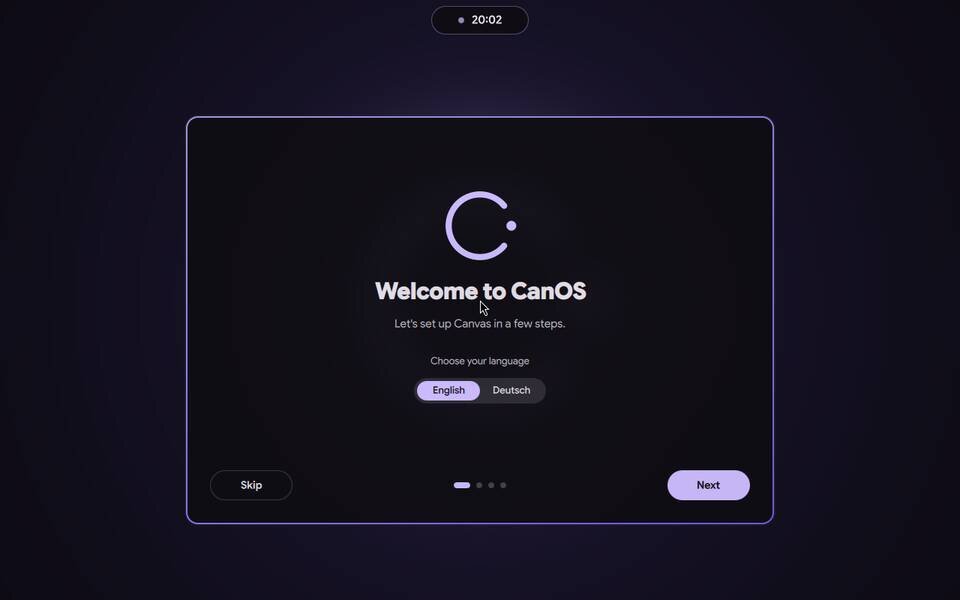 20:02
Welcome to CanOS
Let's set up Canvas in a few steps.
Choose your language
English Deutsch
Skip
Next